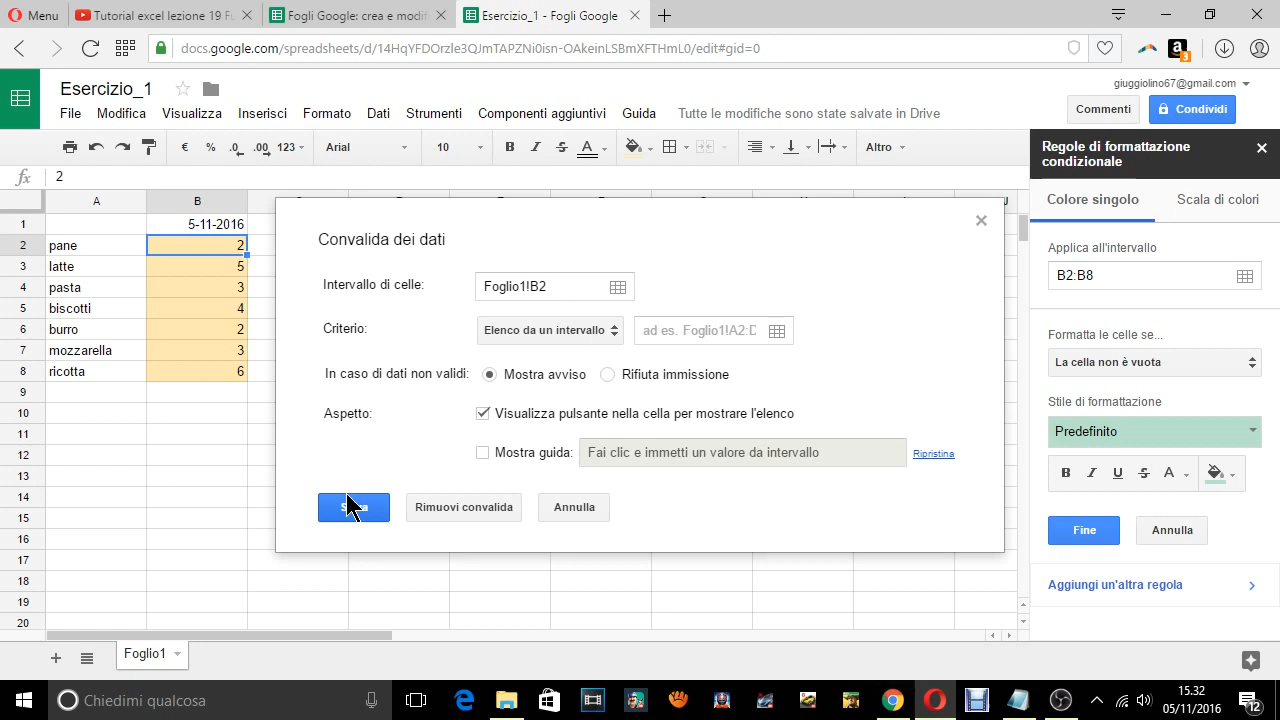 Menu
Tutorial excel lezione 19 Fu
Fogli Google: crea e modif
Esercizio_1 - Fogli Google
docs.google.com/spreadsheets/d/14HqYFDOrzIe3QJmTAPZNi0isn-OAkeinLSBmXFTHmL0/edit#gid=0
3
Esercizio_1
giuggiolino67@gmail.com
File Modifica Visualizza Inserisci Formato Dati Strumenti Componenti aggiuntivi Guida Tutte le modifiche sono state salvate in Drive
Commenti
Condividi
€ % .0 .00 123 Arial 10 B I S A Altro
fx 2
Regole di formattazione
condizionale
Colore singolo
Scala di colori
Applica all'intervallo
B2:B8
Formatta le celle se...
La cella non è vuota
Stile di formattazione
Predefinito
B I U S A
Fine
Annulla
Aggiungi un'altra regola
A B
1 5-11-2016
2 pane 2
3 latte 5
4 pasta 3
5 biscotti 4
6 burro 2
7 mozzarella 3
8 ricotta 6
9
10
11
12
13
14
15
16
17
18
19
20
Convalida dei dati
Intervallo di celle: Foglio1!B2
Criterio: Elenco da un intervallo ad es. Foglio1!A2:D
In caso di dati non validi: Mostra avviso Rifiuta immissione
Aspetto: Visualizza pulsante nella cella per mostrare l'elenco
Mostra guida: Fai clic e immetti un valore da intervallo Ripristina
Rimuovi convalida
Annulla
Foglio1
Chiedimi qualcosa
15.32
05/11/2016
12